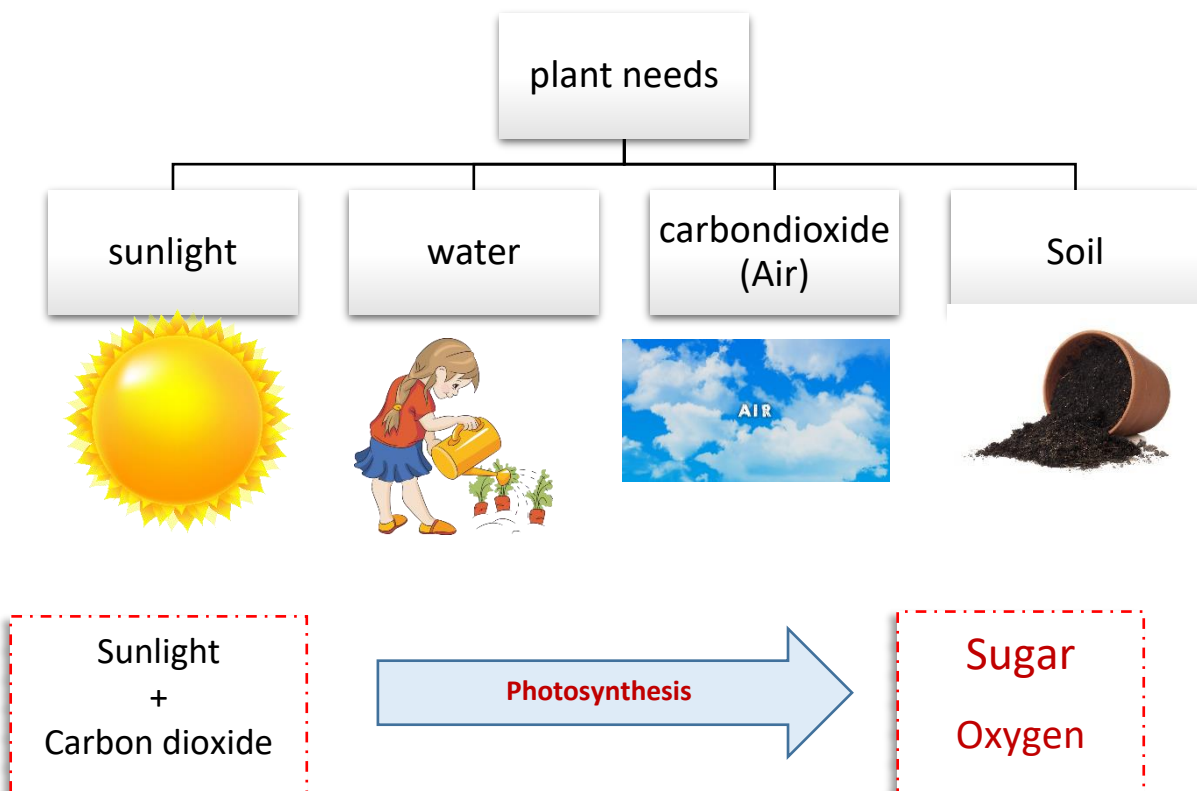 plant needs
sunlight
water
carbondioxide
(Air)
Soil
AIR
Sunlight
+
Carbon dioxide
Photosynthesis
Sugar
Oxygen